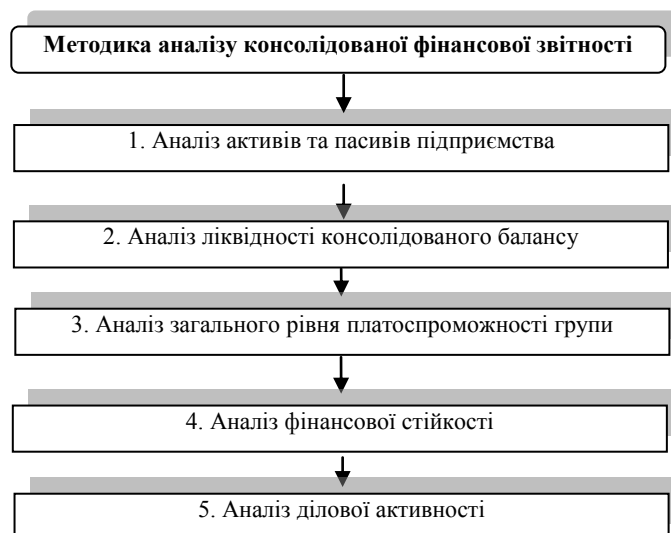 Методика аналізу консолідованої фінансової звітності
1. Аналіз активів та пасивів підприємства
2. Аналіз ліквідності консолідованого балансу
3. Аналіз загального рівня платоспроможності групи
4. Аналіз фінансової стійкості
5. Аналіз ділової активності